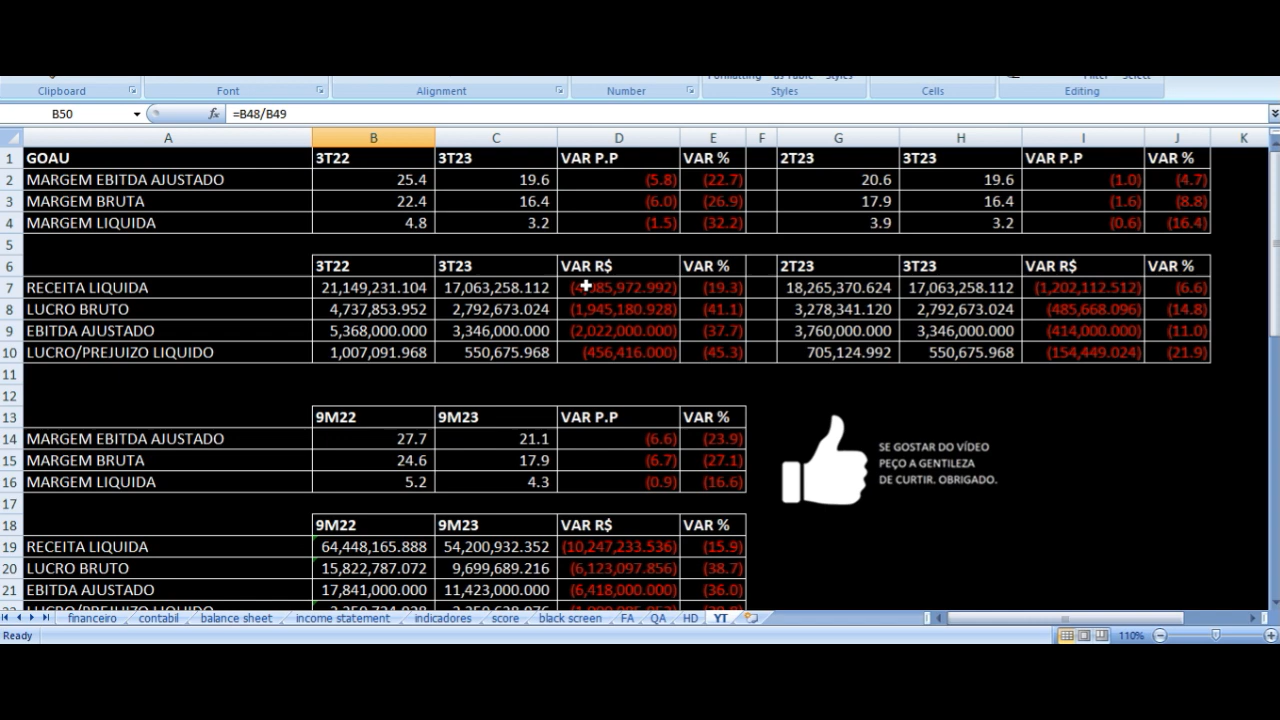 Clipboard Font Alignment Number Styles Cells Editing
B50 fx =B48/B49
A B C D E F G H I J K
1 GOAU 3T22 3T23 VAR P.P VAR % 2T23 3T23 VAR P.P VAR %
2 MARGEM EBITDA AJUSTADO 25.4 19.6 (5.8) (22.7) 20.6 19.6 (1.0) (4.7)
3 MARGEM BRUTA 22.4 16.4 (6.0) (26.9) 17.9 16.4 (1.6) (8.8)
4 MARGEM LIQUIDA 4.8 3.2 (1.5) (32.2) 3.9 3.2 (0.6) (16.4)
5
6 3T22 3T23 VAR R$ VAR % 2T23 3T23 VAR R$ VAR %
7 RECEITA LIQUIDA 21,149,231.104 17,063,258.112 (19.3) 18,265,370.624 17,063,258.112 (1,202,112.512) (6.6)
8 LUCRO BRUTO 4,737,853.952 2,792,673.024 (1,945,180.928) (41.1) 3,278,341.120 2,792,673.024 (485,668.096) (14.8)
9 EBITDA AJUSTADO 5,368,000.000 3,346,000.000 (2,022,000.000) (37.7) 3,760,000.000 3,346,000.000 (414,000.000) (11.0)
10 LUCRO/PREJUIZO LIQUIDO 1,007,091.968 550,675.968 (456,416.000) (45.3) 705,124.992 550,675.968 (154,449.024) (21.9)
11
12
13 9M22 9M23 VAR P.P VAR %
14 MARGEM EBITDA AJUSTADO 27.7 21.1 (6.6) (23.9)
15 MARGEM BRUTA 24.6 17.9 (6.7) (27.1)
16 MARGEM LIQUIDA 5.2 4.3 (0.9) (16.6)
SE GOSTAR DO VÍDEO
PEÇO A GENTILEZA
DE CURTIR. OBRIGADO.
17
18 9M22 9M23 VAR R$ VAR %
19 RECEITA LIQUIDA 64,448,165.888 54,200,932.352 (10,247,233.536) (15.9)
20 LUCRO BRUTO 15,822,787.072 9,699,689.216 (6,123,097.856) (38.7)
21 EBITDA AJUSTADO 17,841,000.000 11,423,000.000 (6,418,000.000) (36.0)
LUCRO/PREJUIZO LIQUIDO
financeiro contabil balance sheet income statement indicadores score black screen FA QA HD YT
Ready 110%